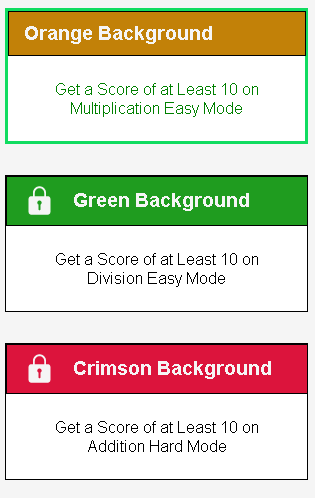 Orange Background
Get a Score of at Least 10 on
Multiplication Easy Mode
Green Background
Get a Score of at Least 10 on
Division Easy Mode
Crimson Background
Get a Score of at Least 10 on
Addition Hard Mode